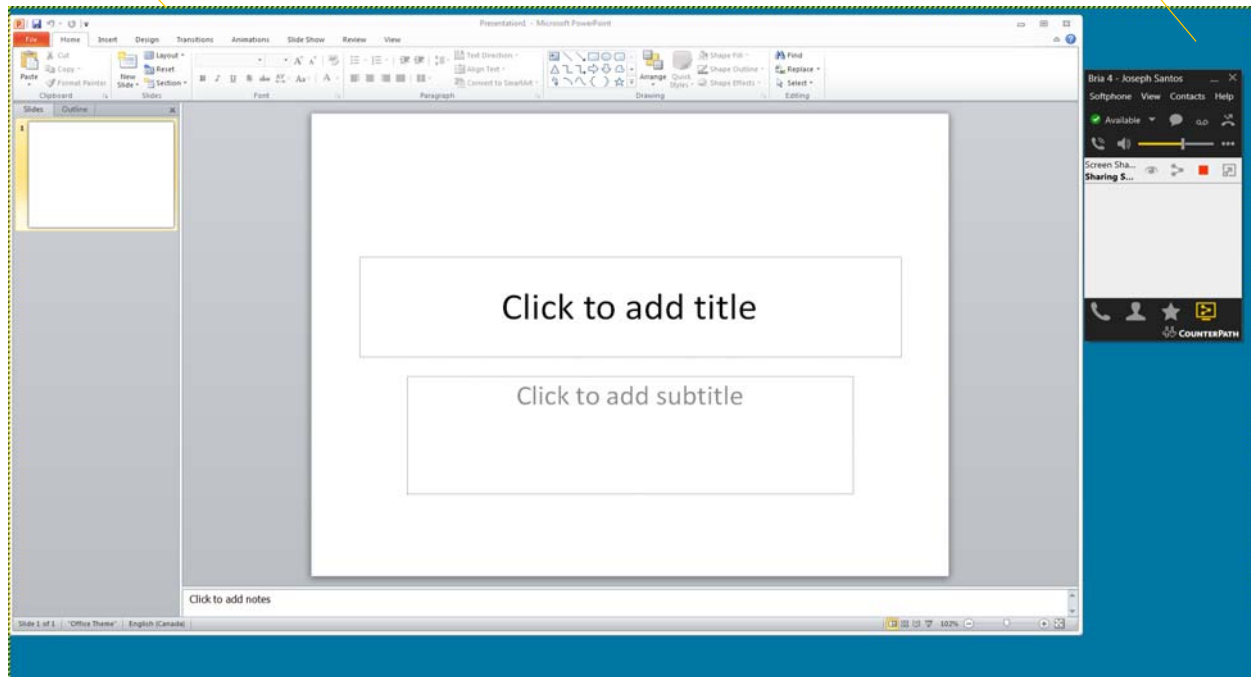 Presentation1 - Microsoft PowerPoint
File Home Insert Design Transitions Animations Slide Show Review View
Paste
Cut
Copy
Format Painter
Clipboard
New Slide
Layout
Reset
Section
Slides
Font
Text Direction
Align Text
Convert to SmartArt
Paragraph
Arrange
Quick Styles
Shape Fill
Shape Outline
Shape Effects
Drawing
Find
Replace
Select
Editing
Slides Outline
1
Click to add title
Click to add subtitle
Click to add notes
Slide 1 of 1 "Office Theme" English (Canada) 102%
Bria 4 - Joseph Santos
Softphone View Contacts Help
Available
Screen Sha...
Sharing S...
COUNTERPATH